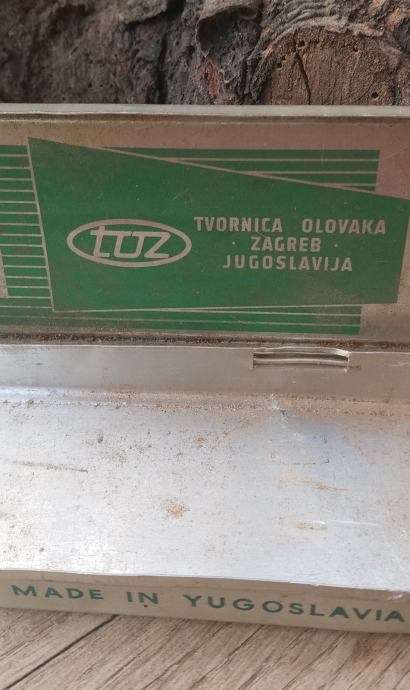 toz
TVORNICA OLOVAKA
· ZAGREB ·
JUGOSLAVIJA
MADE IN YUGOSLAVIA